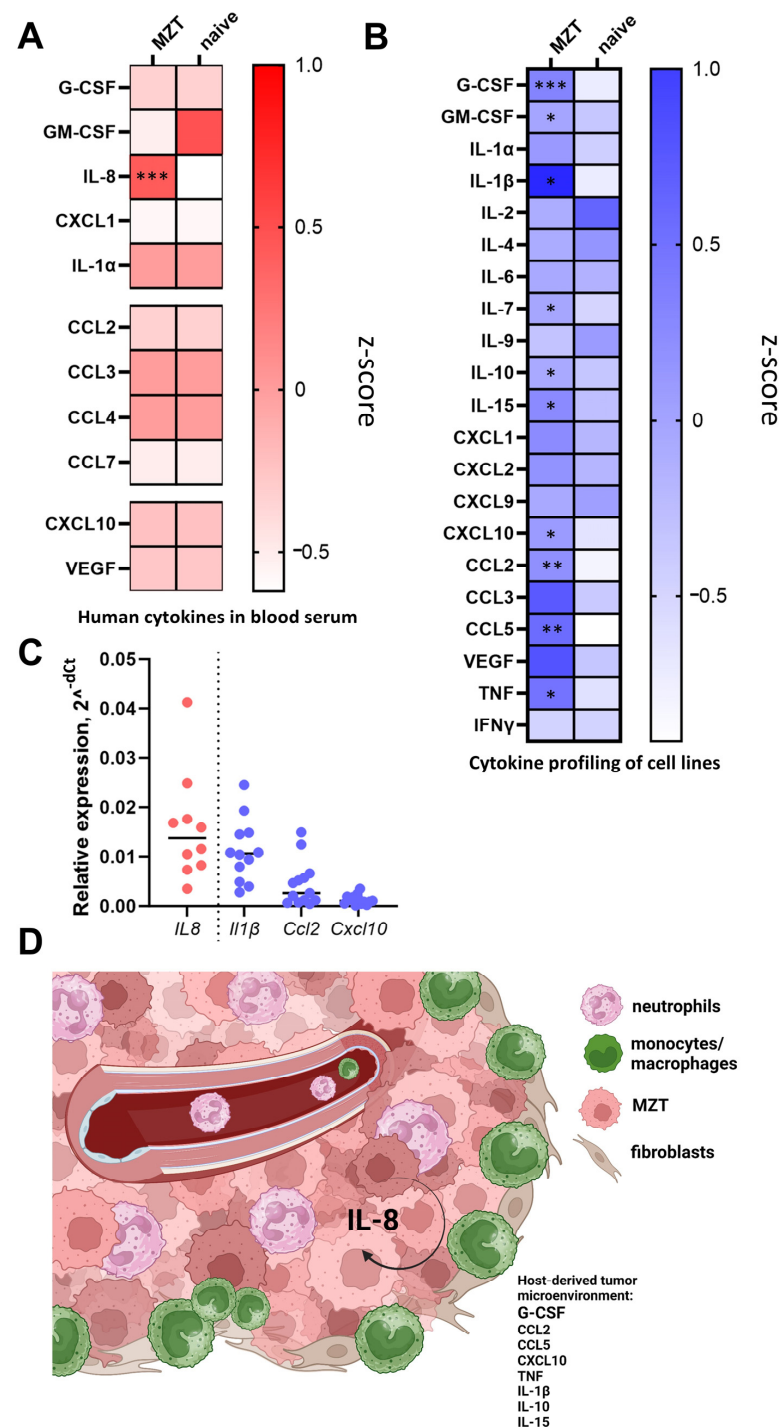 A
MZT
naive
G-CSF
GM-CSF
IL-8
***
CXCL1
IL-1α
CCL2
CCL3
CCL4
CCL7
CXCL10
VEGF
1.0
0.5
0
−0.5
z-score
Human cytokines in blood serum
B
MZT
naive
G-CSF
***
GM-CSF
*
IL-1α
IL-1β
*
IL-2
IL-4
IL-6
IL-7
*
IL-9
IL-10
*
IL-15
*
CXCL1
CXCL2
CXCL9
CXCL10
*
CCL2
**
CCL3
CCL5
**
VEGF
TNF
*
IFNγ
1.0
0.5
0
−0.5
z-score
Cytokine profiling of cell lines
C
Relative expression, 2^-dCt
0.05
0.04
0.03
0.02
0.01
0.00
IL8
Il1β
Ccl2
Cxcl10
D
neutrophils
monocytes/
macrophages
MZT
fibroblasts
IL-8
Host-derived tumor
microenvironment:
G-CSF
CCL2
CCL5
CXCL10
TNF
IL-1β
IL-10
IL-15